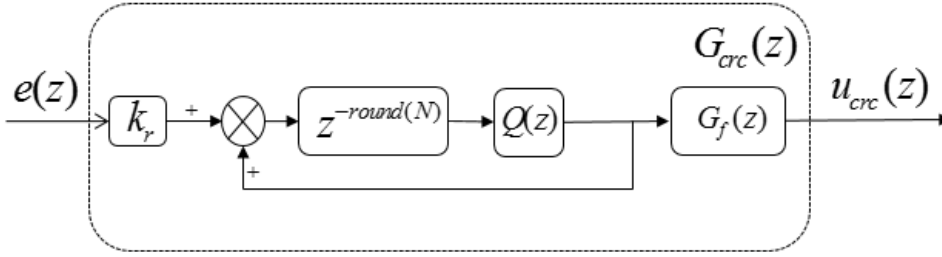 G_crc(z)
e(z)
u_crc(z)
k_r
+
z^{-round(N)}
Q(z)
G_f(z)
+